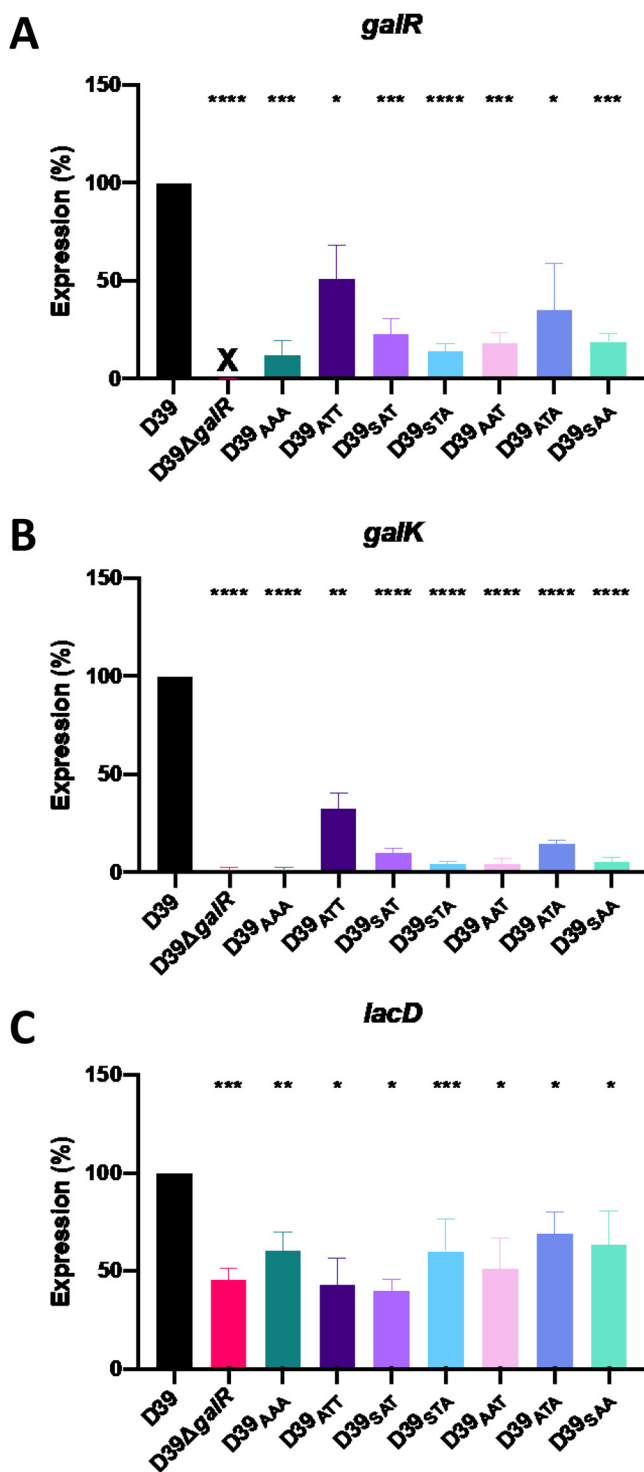 A
galR
Expression (%)
150
100
50
0
**** *** * *** **** *** * ***
X
D39 D39ΔgalR D39AAA D39ATT D39SAT D39STA D39AAT D39ATA D39SAA
B
galK
Expression (%)
150
100
50
0
**** **** ** **** **** **** **** ****
D39 D39ΔgalR D39AAA D39ATT D39SAT D39STA D39AAT D39ATA D39SAA
C
lacD
Expression (%)
150
100
50
0
*** ** * * *** * * *
D39 D39ΔgalR D39AAA D39ATT D39SAT D39STA D39AAT D39ATA D39SAA